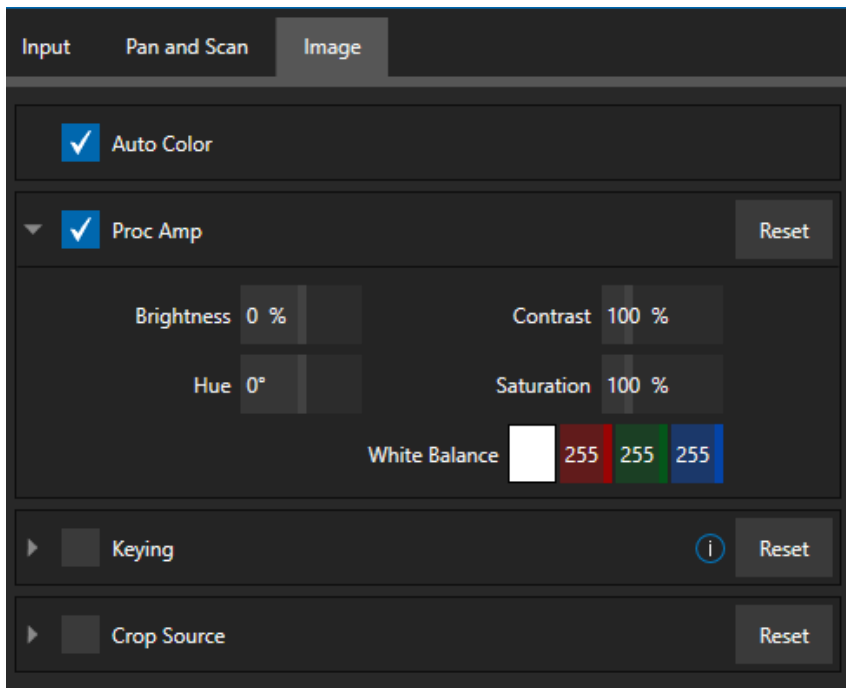 Input Pan and Scan Image
Auto Color
Proc Amp Reset
Brightness 0 % Contrast 100 %
Hue 0° Saturation 100 %
White Balance 255 255 255
Keying i Reset
Crop Source Reset